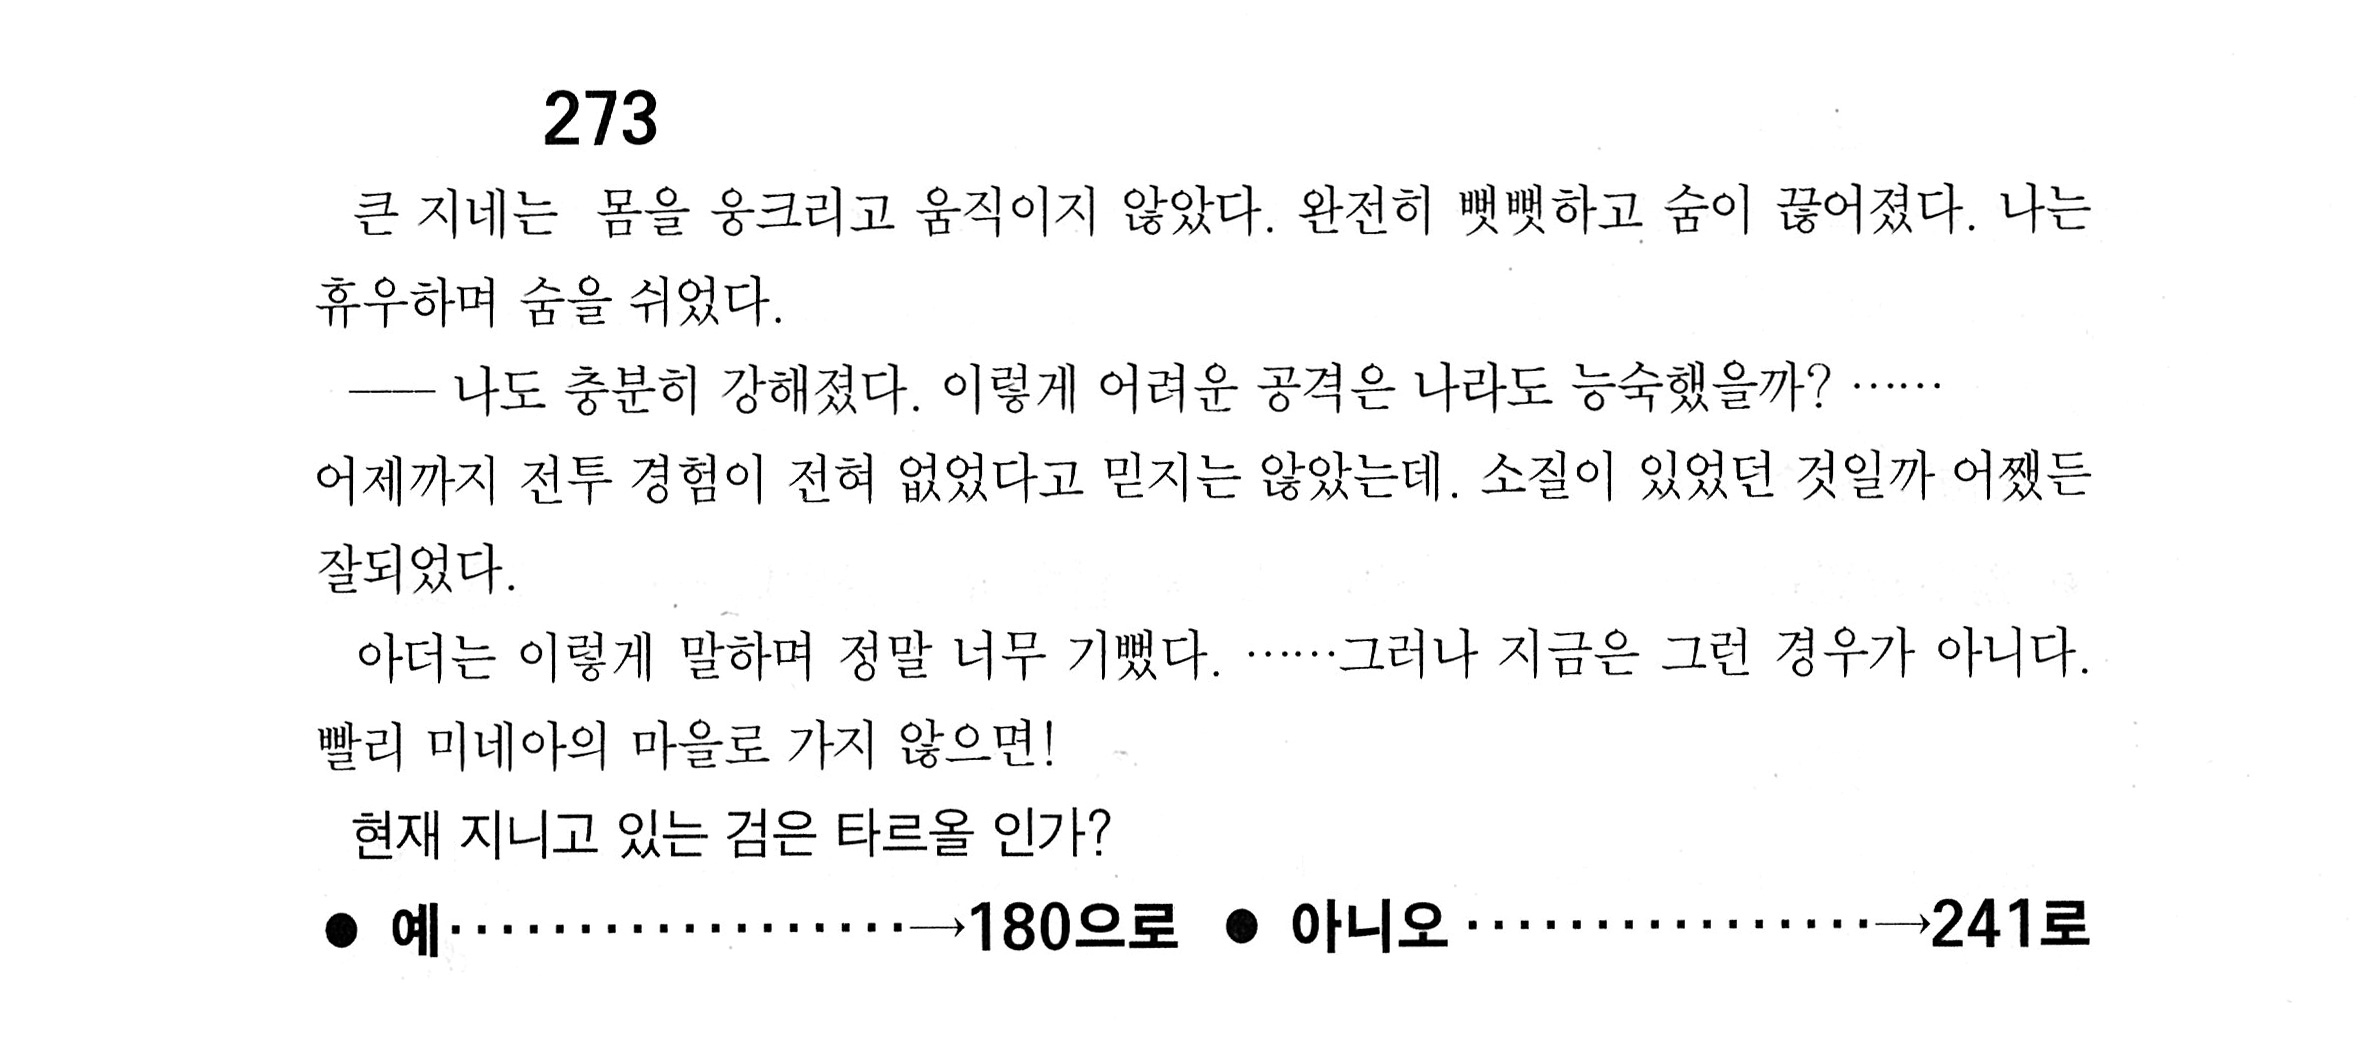 273
큰 지네는 몸을 웅크리고 움직이지 않았다. 완전히 뻣뻣하고 숨이 끊어졌다. 나는
휴우하며 숨을 쉬었다.
── 나도 충분히 강해졌다. 이렇게 어려운 공격은 나라도 능숙했을까? ⋯⋯
어제까지 전투 경험이 전혀 없었다고 믿지는 않았는데. 소질이 있었던 것일까 어쨌든
잘되었다.
아더는 이렇게 말하며 정말 너무 기뻤다. ⋯⋯그러나 지금은 그런 경우가 아니다.
빨리 미네아의 마을로 가지 않으면!
현재 지니고 있는 검은 타르올 인가?
● 예··················→180으로 ● 아니오 ················→241로